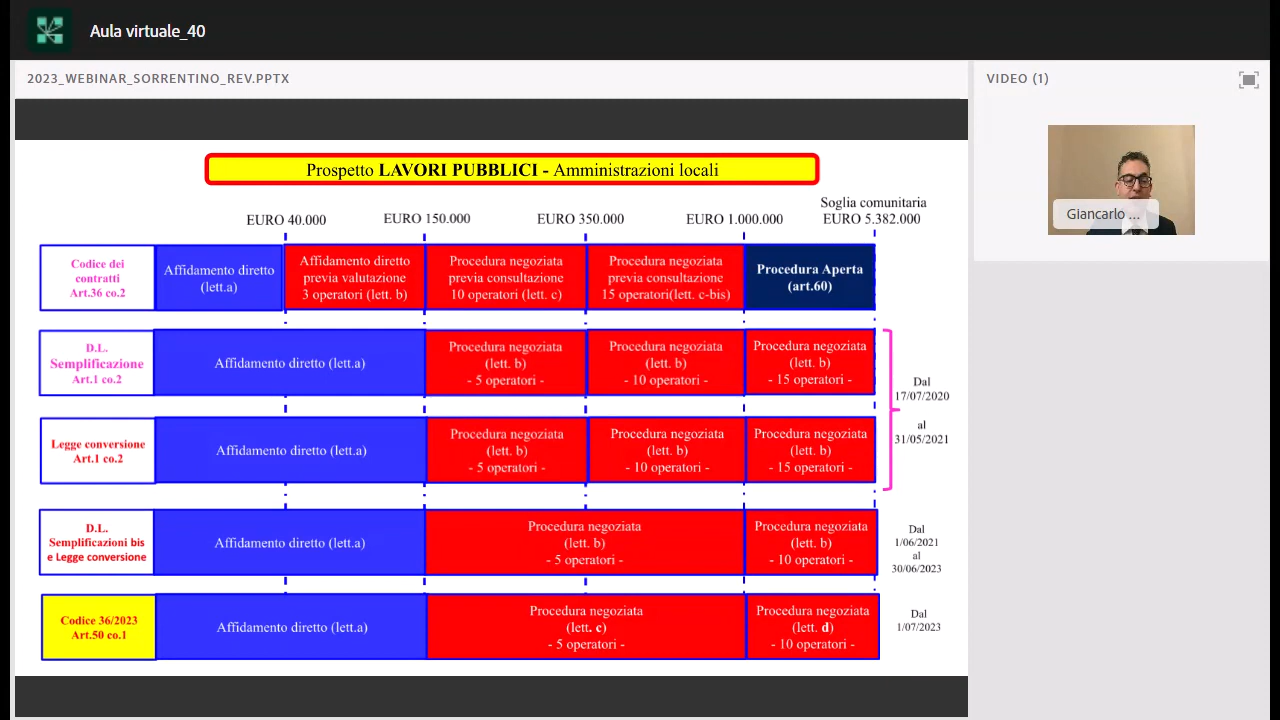 Aula virtuale_40
2023_WEBINAR_SORRENTINO_REV.PPTX
VIDEO (1)
Giancarlo ...
Prospetto LAVORI PUBBLICI - Amministrazioni locali
Soglia comunitaria
EURO 40.000
EURO 150.000
EURO 350.000
EURO 1.000.000
EURO 5.382.000
Codice dei
contratti
Art.36 co.2
Affidamento diretto
(lett.a)
Affidamento diretto
previa valutazione
3 operatori (lett. b)
Procedura negoziata
previa consultazione
10 operatori (lett. c)
Procedura negoziata
previa consultazione
15 operatori(lett. c-bis)
Procedura Aperta
(art.60)
D.L.
Semplificazione
Art.1 co.2
Affidamento diretto (lett.a)
Procedura negoziata
(lett. b)
- 5 operatori -
Procedura negoziata
(lett. b)
- 10 operatori -
Procedura negoziata
(lett. b)
- 15 operatori -
Dal
17/07/2020
al
31/05/2021
Legge conversione
Art.1 co.2
Affidamento diretto (lett.a)
Procedura negoziata
(lett. b)
- 5 operatori -
Procedura negoziata
(lett. b)
- 10 operatori -
Procedura negoziata
(lett. b)
- 15 operatori -
D.L.
Semplificazioni bis
e Legge conversione
Affidamento diretto (lett.a)
Procedura negoziata
(lett. b)
- 5 operatori -
Procedura negoziata
(lett. b)
- 10 operatori -
Dal
1/06/2021
al
30/06/2023
Codice 36/2023
Art.50 co.1
Affidamento diretto (lett.a)
Procedura negoziata
(lett. c)
- 5 operatori -
Procedura negoziata
(lett. d)
- 10 operatori -
Dal
1/07/2023